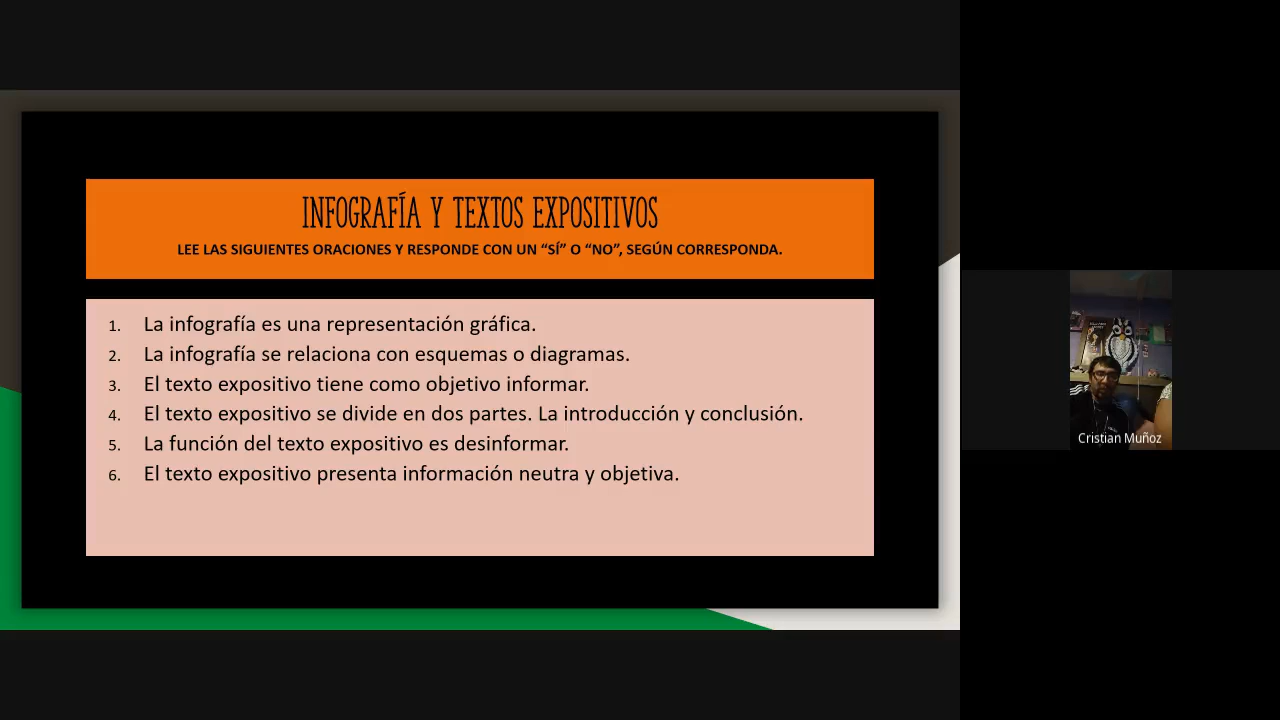 INFOGRAFÍA Y TEXTOS EXPOSITIVOS
LEE LAS SIGUIENTES ORACIONES Y RESPONDE CON UN “SÍ” O “NO”, SEGÚN CORRESPONDA.
1. La infografía es una representación gráfica.
2. La infografía se relaciona con esquemas o diagramas.
3. El texto expositivo tiene como objetivo informar.
4. El texto expositivo se divide en dos partes. La introducción y conclusión.
5. La función del texto expositivo es desinformar.
6. El texto expositivo presenta información neutra y objetiva.
Cristian Muñoz